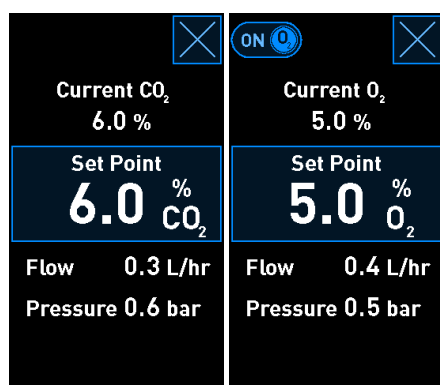 Current CO₂
6.0 %
Set Point
6.0 % CO₂
Flow 0.3 L/hr
Pressure 0.6 bar
ON O₂
Current O₂
5.0 %
Set Point
5.0 % O₂
Flow 0.4 L/hr
Pressure 0.5 bar